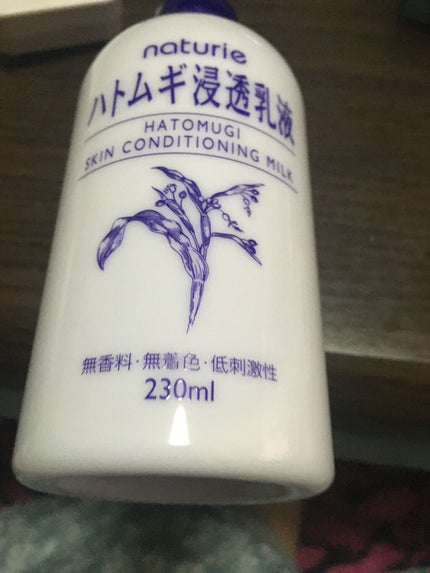 naturie
ハトムギ浸透乳液
HATOMUGI
SKIN CONDITIONING MILK
無香料・無着色・低刺激性
230ml